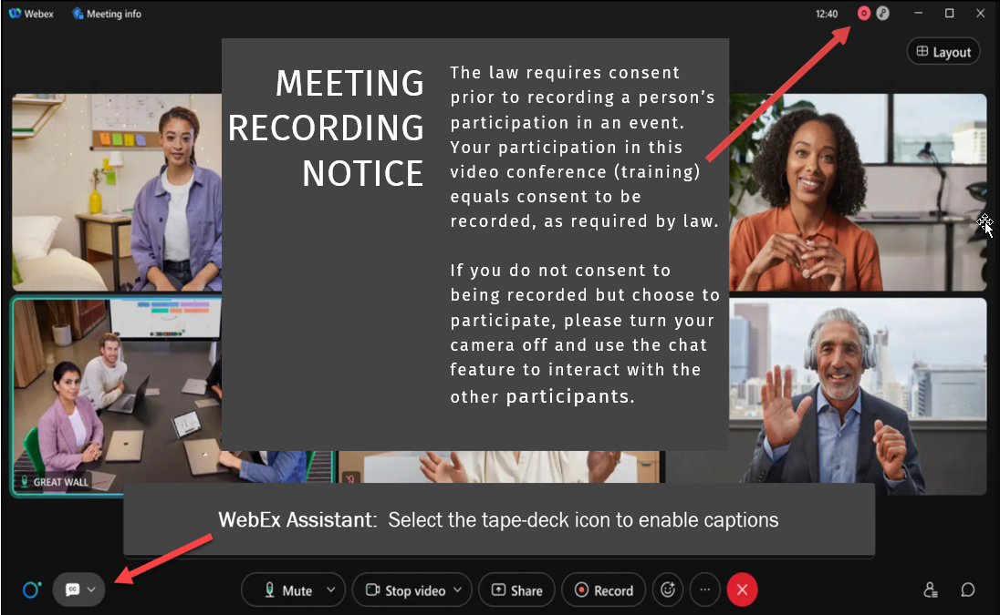 Webex
Meeting info
12:40
Layout
MEETING
RECORDING
NOTICE
The law requires consent
prior to recording a person’s
participation in an event.
Your participation in this
video conference (training)
equals consent to be
recorded, as required by law.
If you do not consent to
being recorded but choose to
participate, please turn your
camera off and use the chat
feature to interact with the
other participants.
GREAT WALL
WebEx Assistant:  Select the tape-deck icon to enable captions
CC
Mute
Stop video
Share
Record